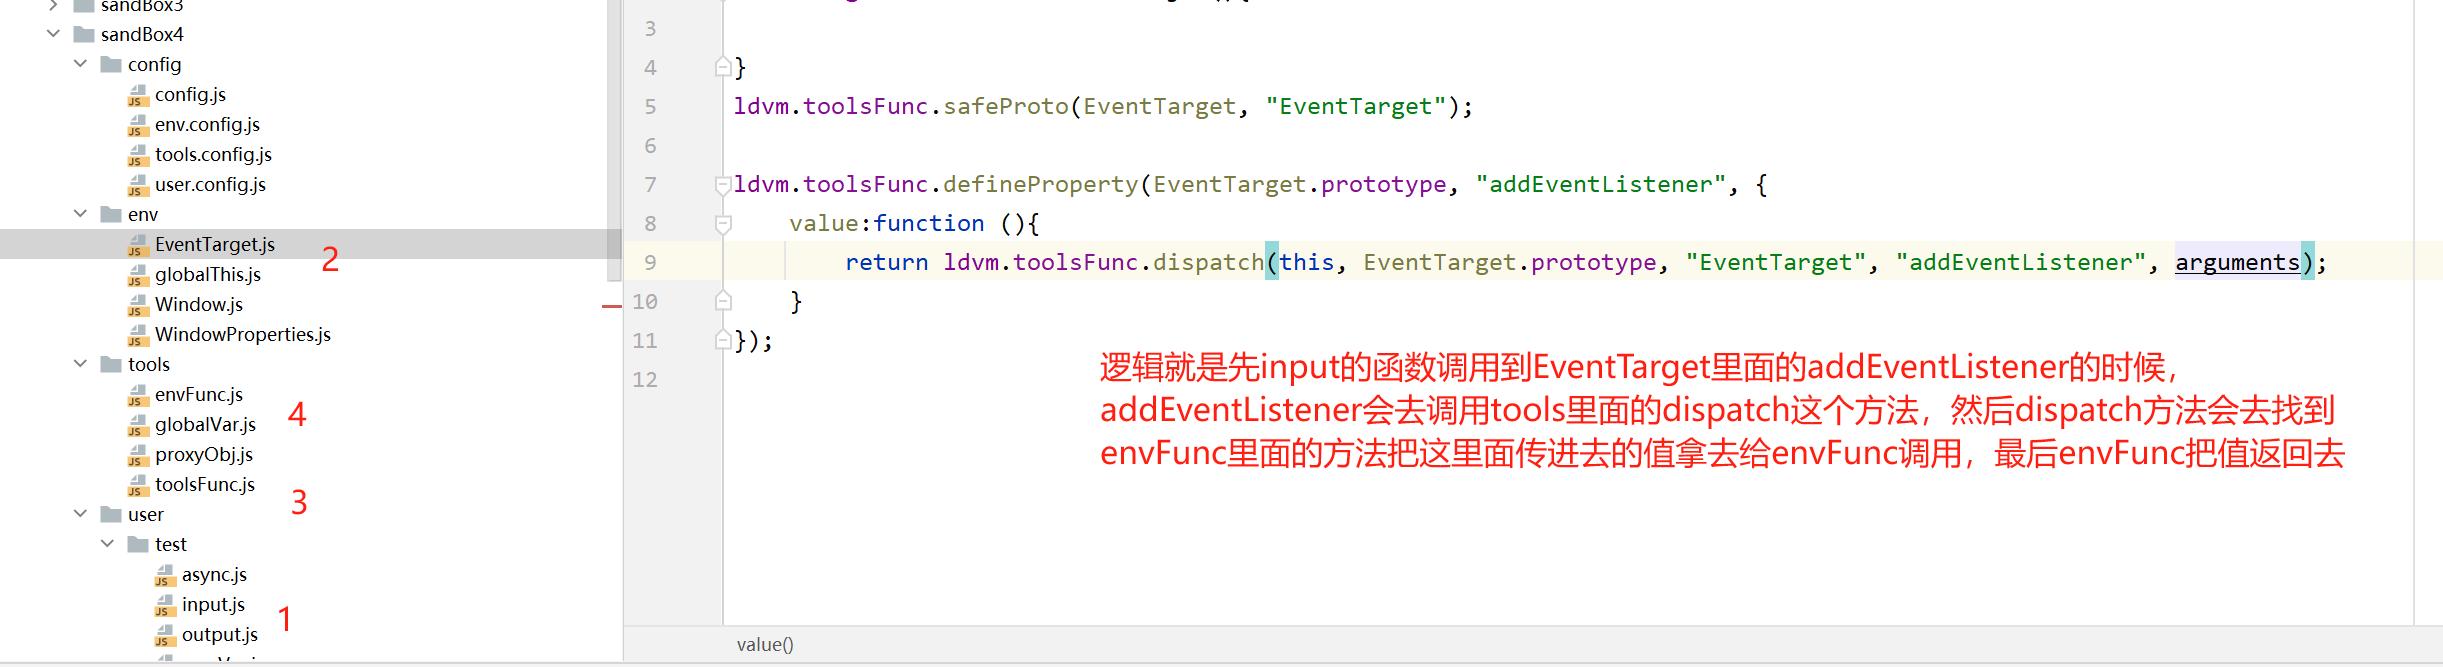 sandBox3
sandBox4
config
config.js
env.config.js
tools.config.js
user.config.js
env
EventTarget.js
2
globalThis.js
Window.js
WindowProperties.js
tools
envFunc.js
4
globalVar.js
proxyObj.js
toolsFunc.js
3
user
test
async.js
input.js
1
output.js
3
4 }
5 ldvm.toolsFunc.safeProto(EventTarget, "EventTarget");
6
7 ldvm.toolsFunc.defineProperty(EventTarget.prototype, "addEventListener", {
8 value:function (){
9 return ldvm.toolsFunc.dispatch(this, EventTarget.prototype, "EventTarget", "addEventListener", arguments);
10 }
11 });
12
逻辑就是先input的函数调用到EventTarget里面的addEventListener的时候，
addEventListener会去调用tools里面的dispatch这个方法，然后dispatch方法会去找到
envFunc里面的方法把这里面传进去的值拿去给envFunc调用，最后envFunc把值返回去
value()